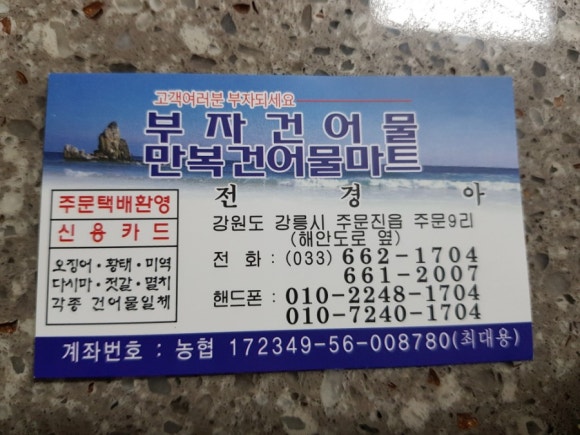 고객여러분 부자되세요
부자건어물
만복건어물마트
전 경 아
주문택배환영
신용카드
오징어·황태·미역
다시마·젓갈·멸치
각종 건어물일체
강원도 강릉시 주문진읍 주문9리
(해안도로 옆)
전 화 : (033) 662-1704
661-2007
핸드폰 : 010-2248-1704
010-7240-1704
계좌번호 : 농협 172349-56-008780(최대용)